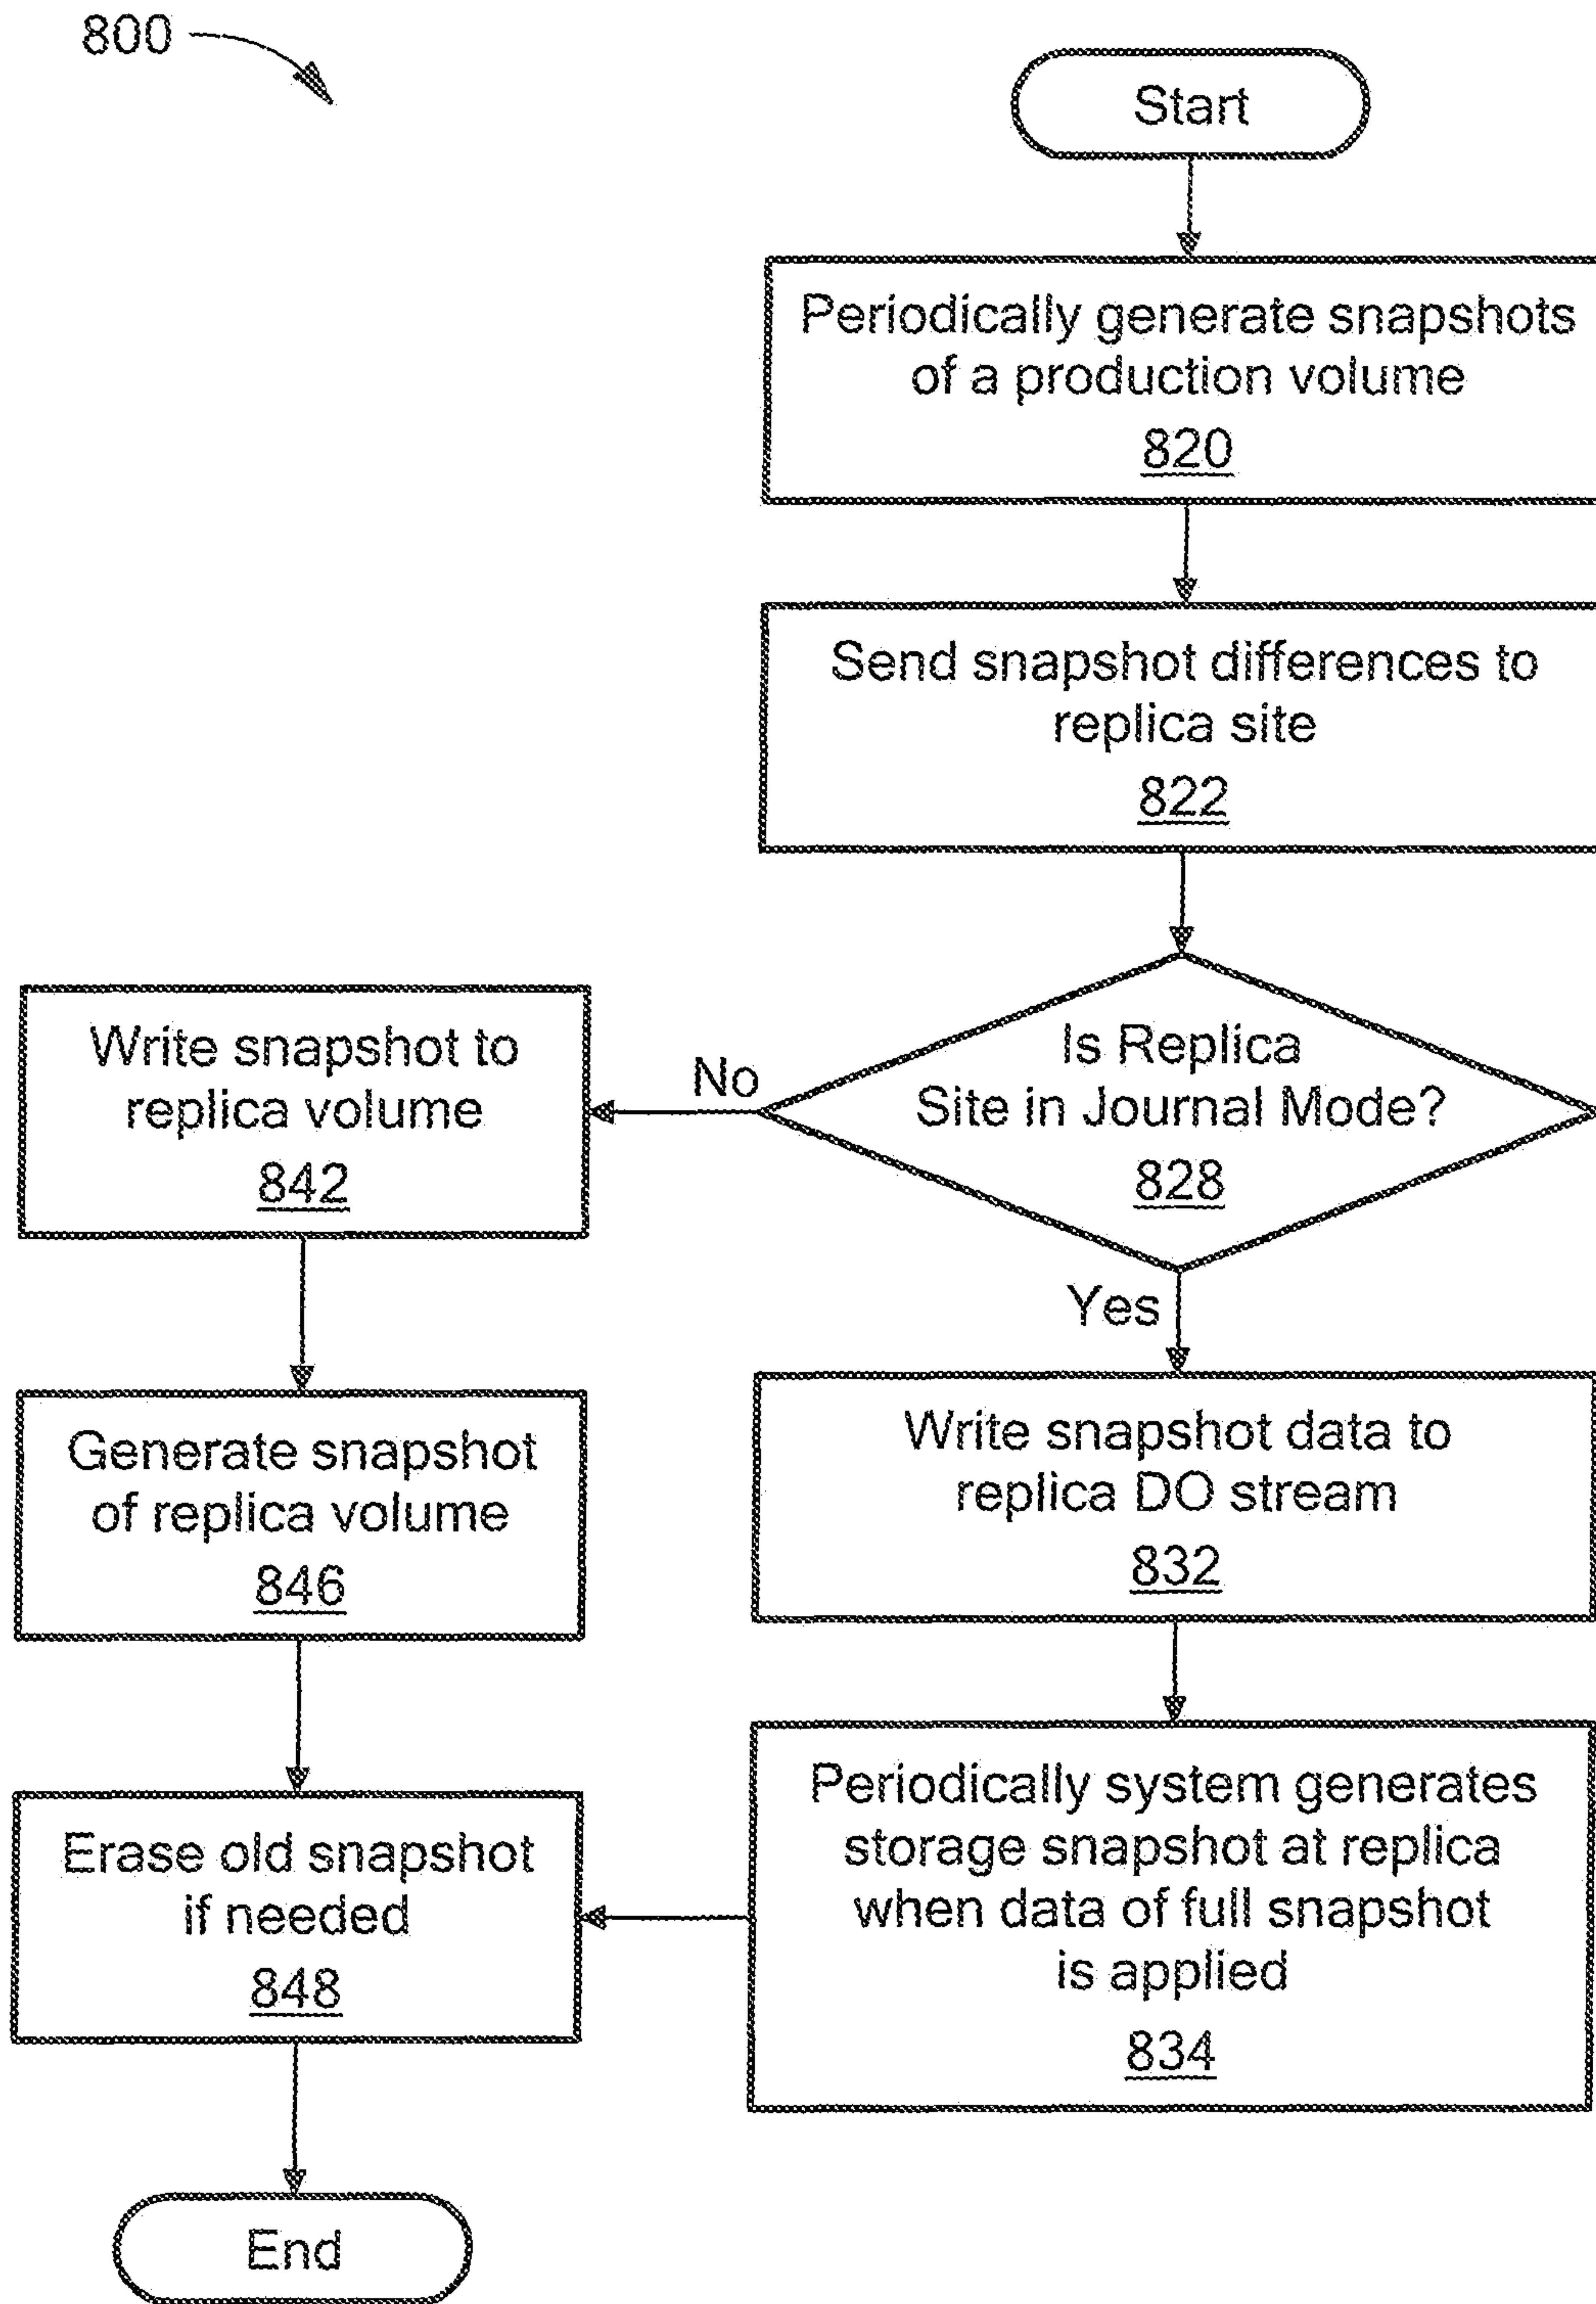 800
Start
Periodically generate snapshots
of a production volume
820
Send snapshot differences to
replica site
822
Is Replica
Site in Journal Mode?
828
No
Yes
Write snapshot to
replica volume
842
Generate snapshot
of replica volume
846
Write snapshot data to
replica DO stream
832
Periodically system generates
storage snapshot at replica
when data of full snapshot
is applied
834
Erase old snapshot
if needed
848
End